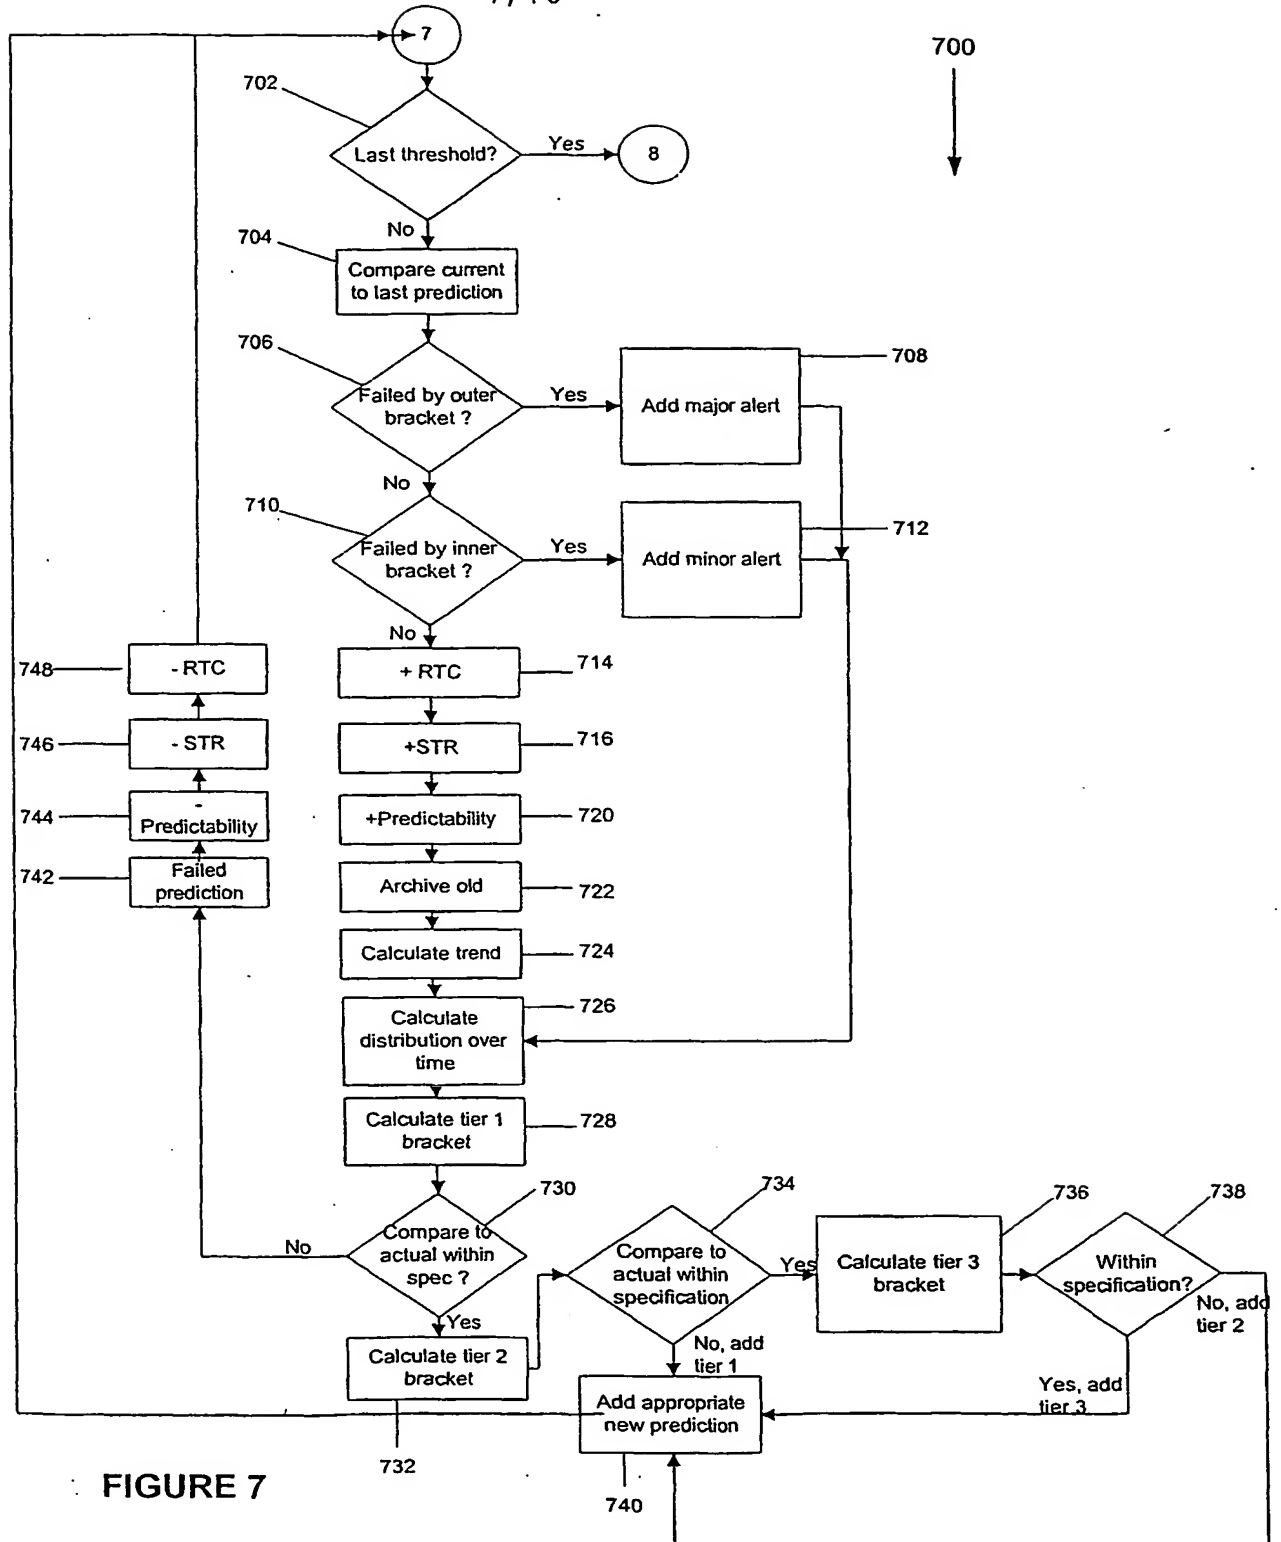 7
700
702
Last threshold?
Yes
8
No
704
Compare current
to last prediction
706
Failed by outer
bracket ?
Yes
708
Add major alert
No
710
Failed by inner
bracket ?
Yes
712
Add minor alert
No
748
- RTC
+ RTC
714
746
- STR
+STR
716
744
-
Predictability
+Predictability
720
742
Failed
prediction
Archive old
722
Calculate trend
724
Calculate
distribution over
time
726
Calculate tier 1
bracket
728
730
Compare to
actual within
spec ?
No
Yes
734
Compare to
actual within
specification
Yes
736
Calculate tier 3
bracket
738
Within
specification?
No, add
tier 2
Calculate tier 2
bracket
No, add
tier 1
Yes, add
tier 3
Add appropriate
new prediction
732
740
FIGURE 7